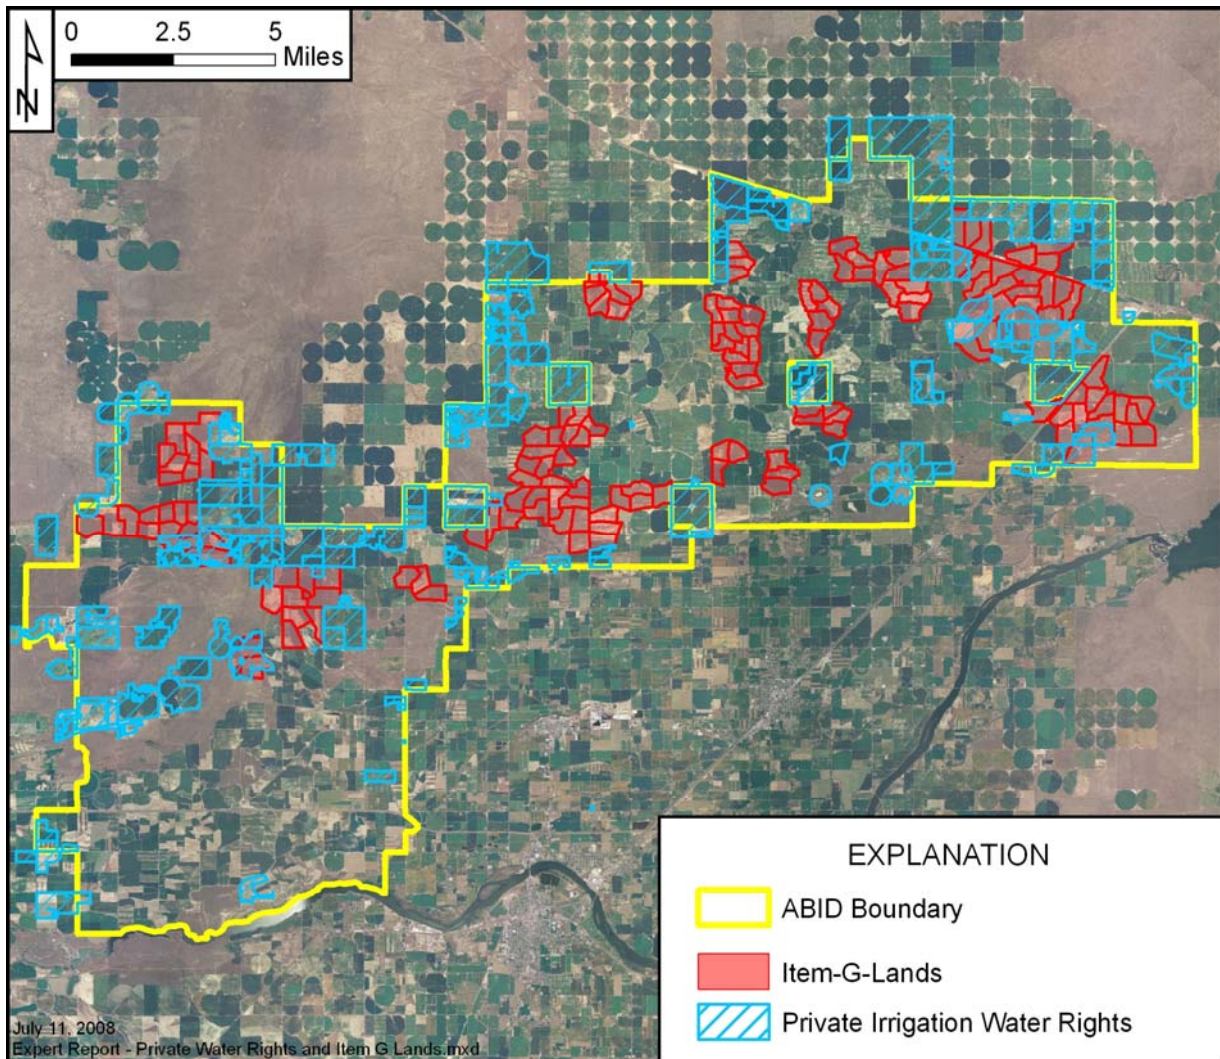 0 2.5 5
Miles
N
EXPLANATION
ABID Boundary
Item-G-Lands
Private Irrigation Water Rights
July 11, 2008
Expert Report - Private Water Rights and Item G Lands.mxd